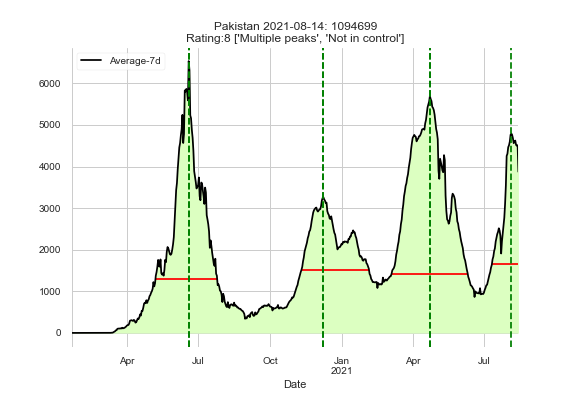 Pakistan 2021-08-14: 1094699
Rating:8 ['Multiple peaks', 'Not in control']
Average-7d
6000
5000
4000
3000
2000
1000
0
Apr Jul Oct Jan Apr Jul
2021
Date